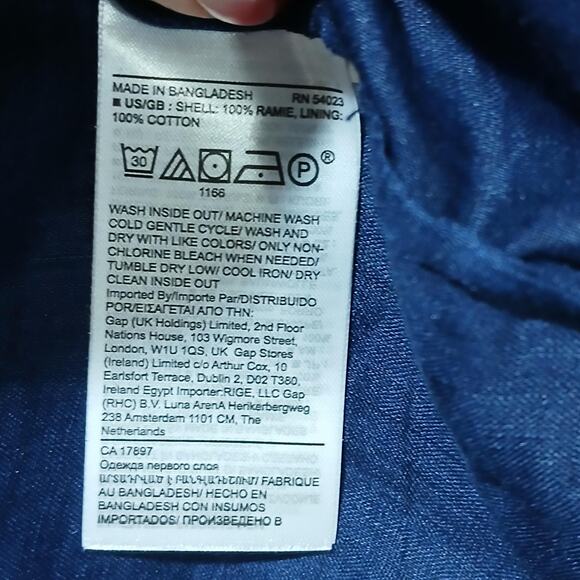 MADE IN BANGLADESH RN 54023
■ US/GB : SHELL: 100% RAMIE, LINING:
100% COTTON
30 P ®
1166
WASH INSIDE OUT/ MACHINE WASH
COLD GENTLE CYCLE/ WASH AND
DRY WITH LIKE COLORS/ ONLY NON-
CHLORINE BLEACH WHEN NEEDED/
TUMBLE DRY LOW/ COOL IRON/ DRY
CLEAN INSIDE OUT
Imported By/Importe Par/DISTRIBUIDO
POR/ΕΙΣΑΓΕΤΑΙ ΑΠΟ ΤΗΝ:
Gap (UK Holdings) Limited, 2nd Floor
Nations House, 103 Wigmore Street,
London, W1U 1QS, UK Gap Stores
(Ireland) Limited c/o Arthur Cox, 10
Earlsfort Terrace, Dublin 2, D02 T380,
Ireland Egypt Importer:RIGE, LLC Gap
(RHC) B.V. Luna ArenA Herikerbergweg
238 Amsterdam 1101 CM, The
Netherlands
CA 17897
Одежда первого слоя
ԱՐՏԱԴՐՎԱԾ Է ԲԱՆԳԼԱԴԵՇՈՒՄ/ FABRIQUE
AU BANGLADESH/ HECHO EN
BANGLADESH CON INSUMOS
IMPORTADOS/ ПРОИЗВЕДЕНО В